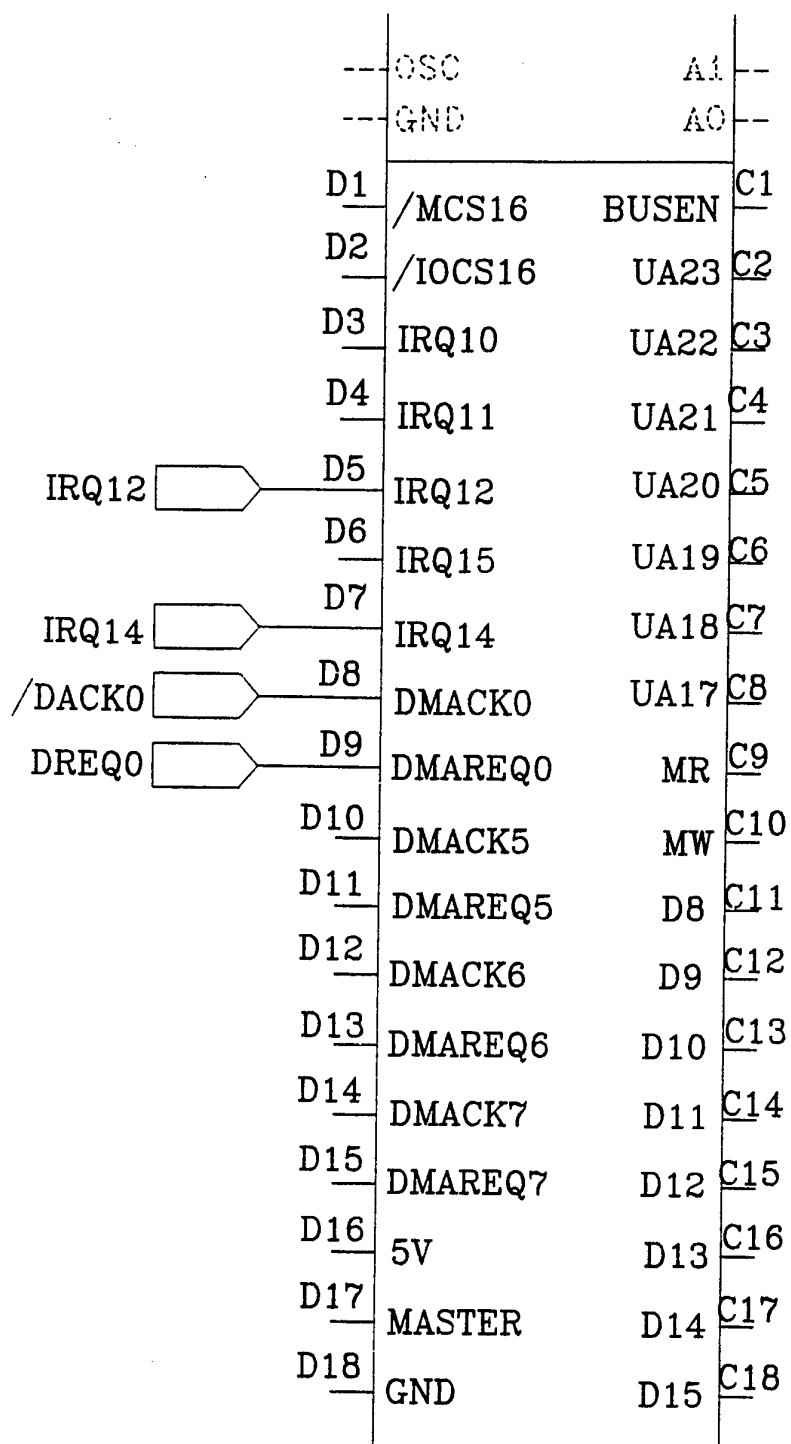 OSC A1
GND A0
D1 /MCS16 BUSEN C1
D2 /IOCS16 UA23 C2
D3 IRQ10 UA22 C3
D4 IRQ11 UA21 C4
IRQ12 D5 IRQ12 UA20 C5
D6 IRQ15 UA19 C6
IRQ14 D7 IRQ14 UA18 C7
/DACK0 D8 DMACK0 UA17 C8
DREQ0 D9 DMAREQ0 MR C9
D10 DMACK5 MW C10
D11 DMAREQ5 D8 C11
D12 DMACK6 D9 C12
D13 DMAREQ6 D10 C13
D14 DMACK7 D11 C14
D15 DMAREQ7 D12 C15
D16 5V D13 C16
D17 MASTER D14 C17
D18 GND D15 C18